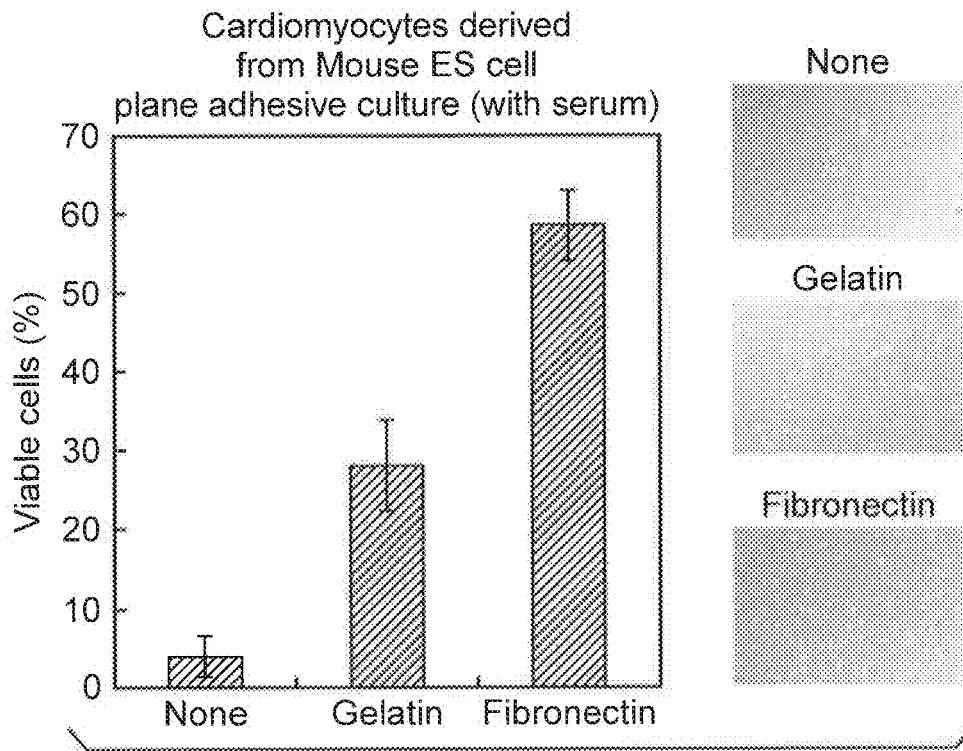 Cardiomyocytes derived
from Mouse ES cell
plane adhesive culture (with serum)
Viable cells (%)
70
60
50
40
30
20
10
0
None
Gelatin
Fibronectin
None
Gelatin
Fibronectin